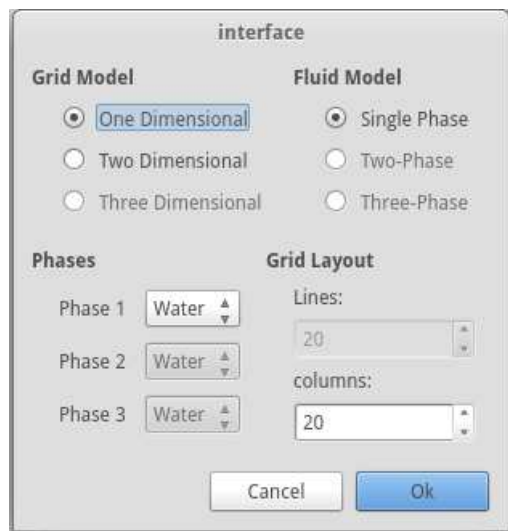 interface
Grid Model
One Dimensional
Two Dimensional
Three Dimensional
Fluid Model
Single Phase
Two-Phase
Three-Phase
Phases
Phase 1 Water
Phase 2 Water
Phase 3 Water
Grid Layout
Lines:
20
columns:
20
Cancel Ok